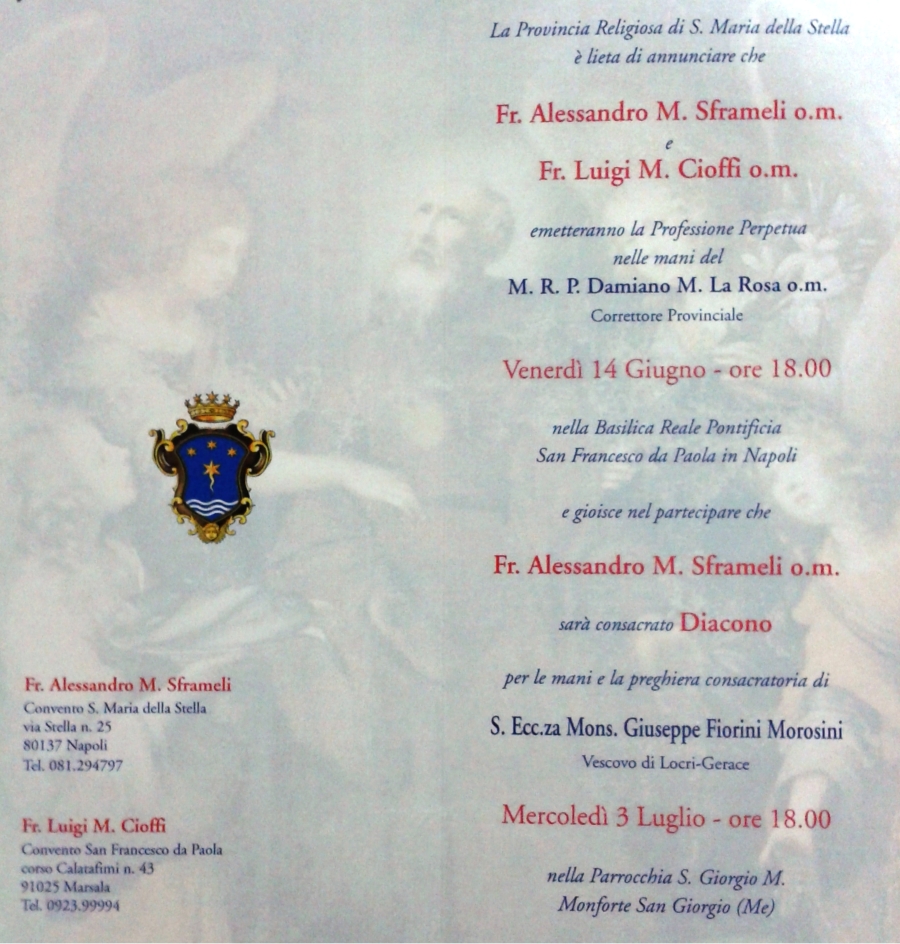 La Provincia Religiosa di S. Maria della Stella
è lieta di annunciare che
Fr. Alessandro M. Sframeli o.m.
e
Fr. Luigi M. Cioffi o.m.
emetteranno la Professione Perpetua
nelle mani del
M. R. P. Damiano M. La Rosa o.m.
Correttore Provinciale
Venerdì 14 Giugno - ore 18.00
nella Basilica Reale Pontificia
San Francesco da Paola in Napoli
e gioisce nel partecipare che
Fr. Alessandro M. Sframeli o.m.
sarà consacrato Diacono
per le mani e la preghiera consacratoria di
S. Ecc.za Mons. Giuseppe Fiorini Morosini
Vescovo di Locri-Gerace
Mercoledì 3 Luglio - ore 18.00
nella Parrocchia S. Giorgio M.
Monforte San Giorgio (Me)
Fr. Alessandro M. Sframeli
Convento S. Maria della Stella
via Stella n. 25
80137 Napoli
Tel. 081.294797
Fr. Luigi M. Cioffi
Convento San Francesco da Paola
corso Calatafimi n. 43
91025 Marsala
Tel. 0923.99994